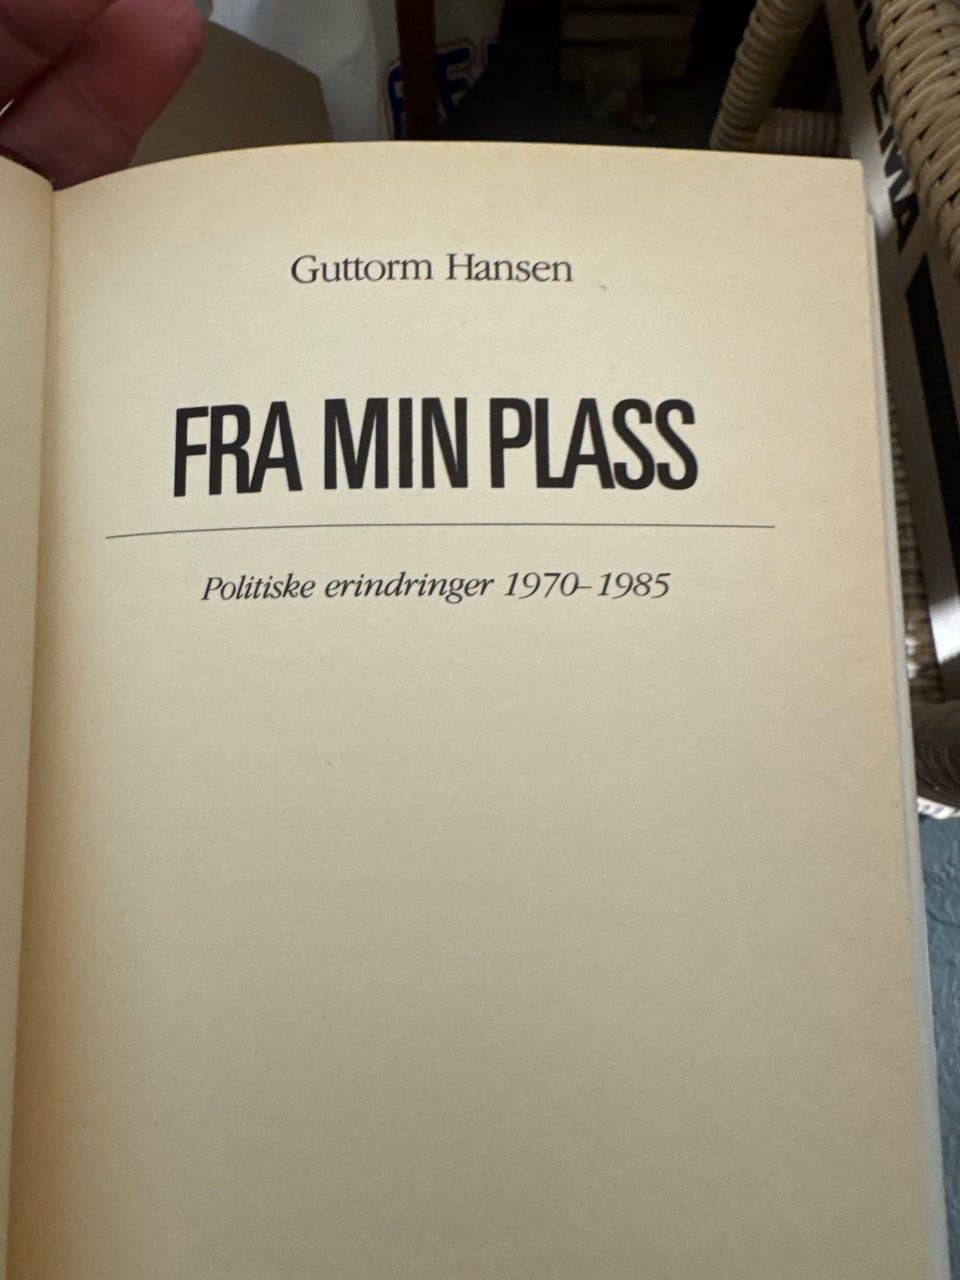 Guttorm Hansen
FRA MIN PLASS
Politiske erindringer 1970–1985